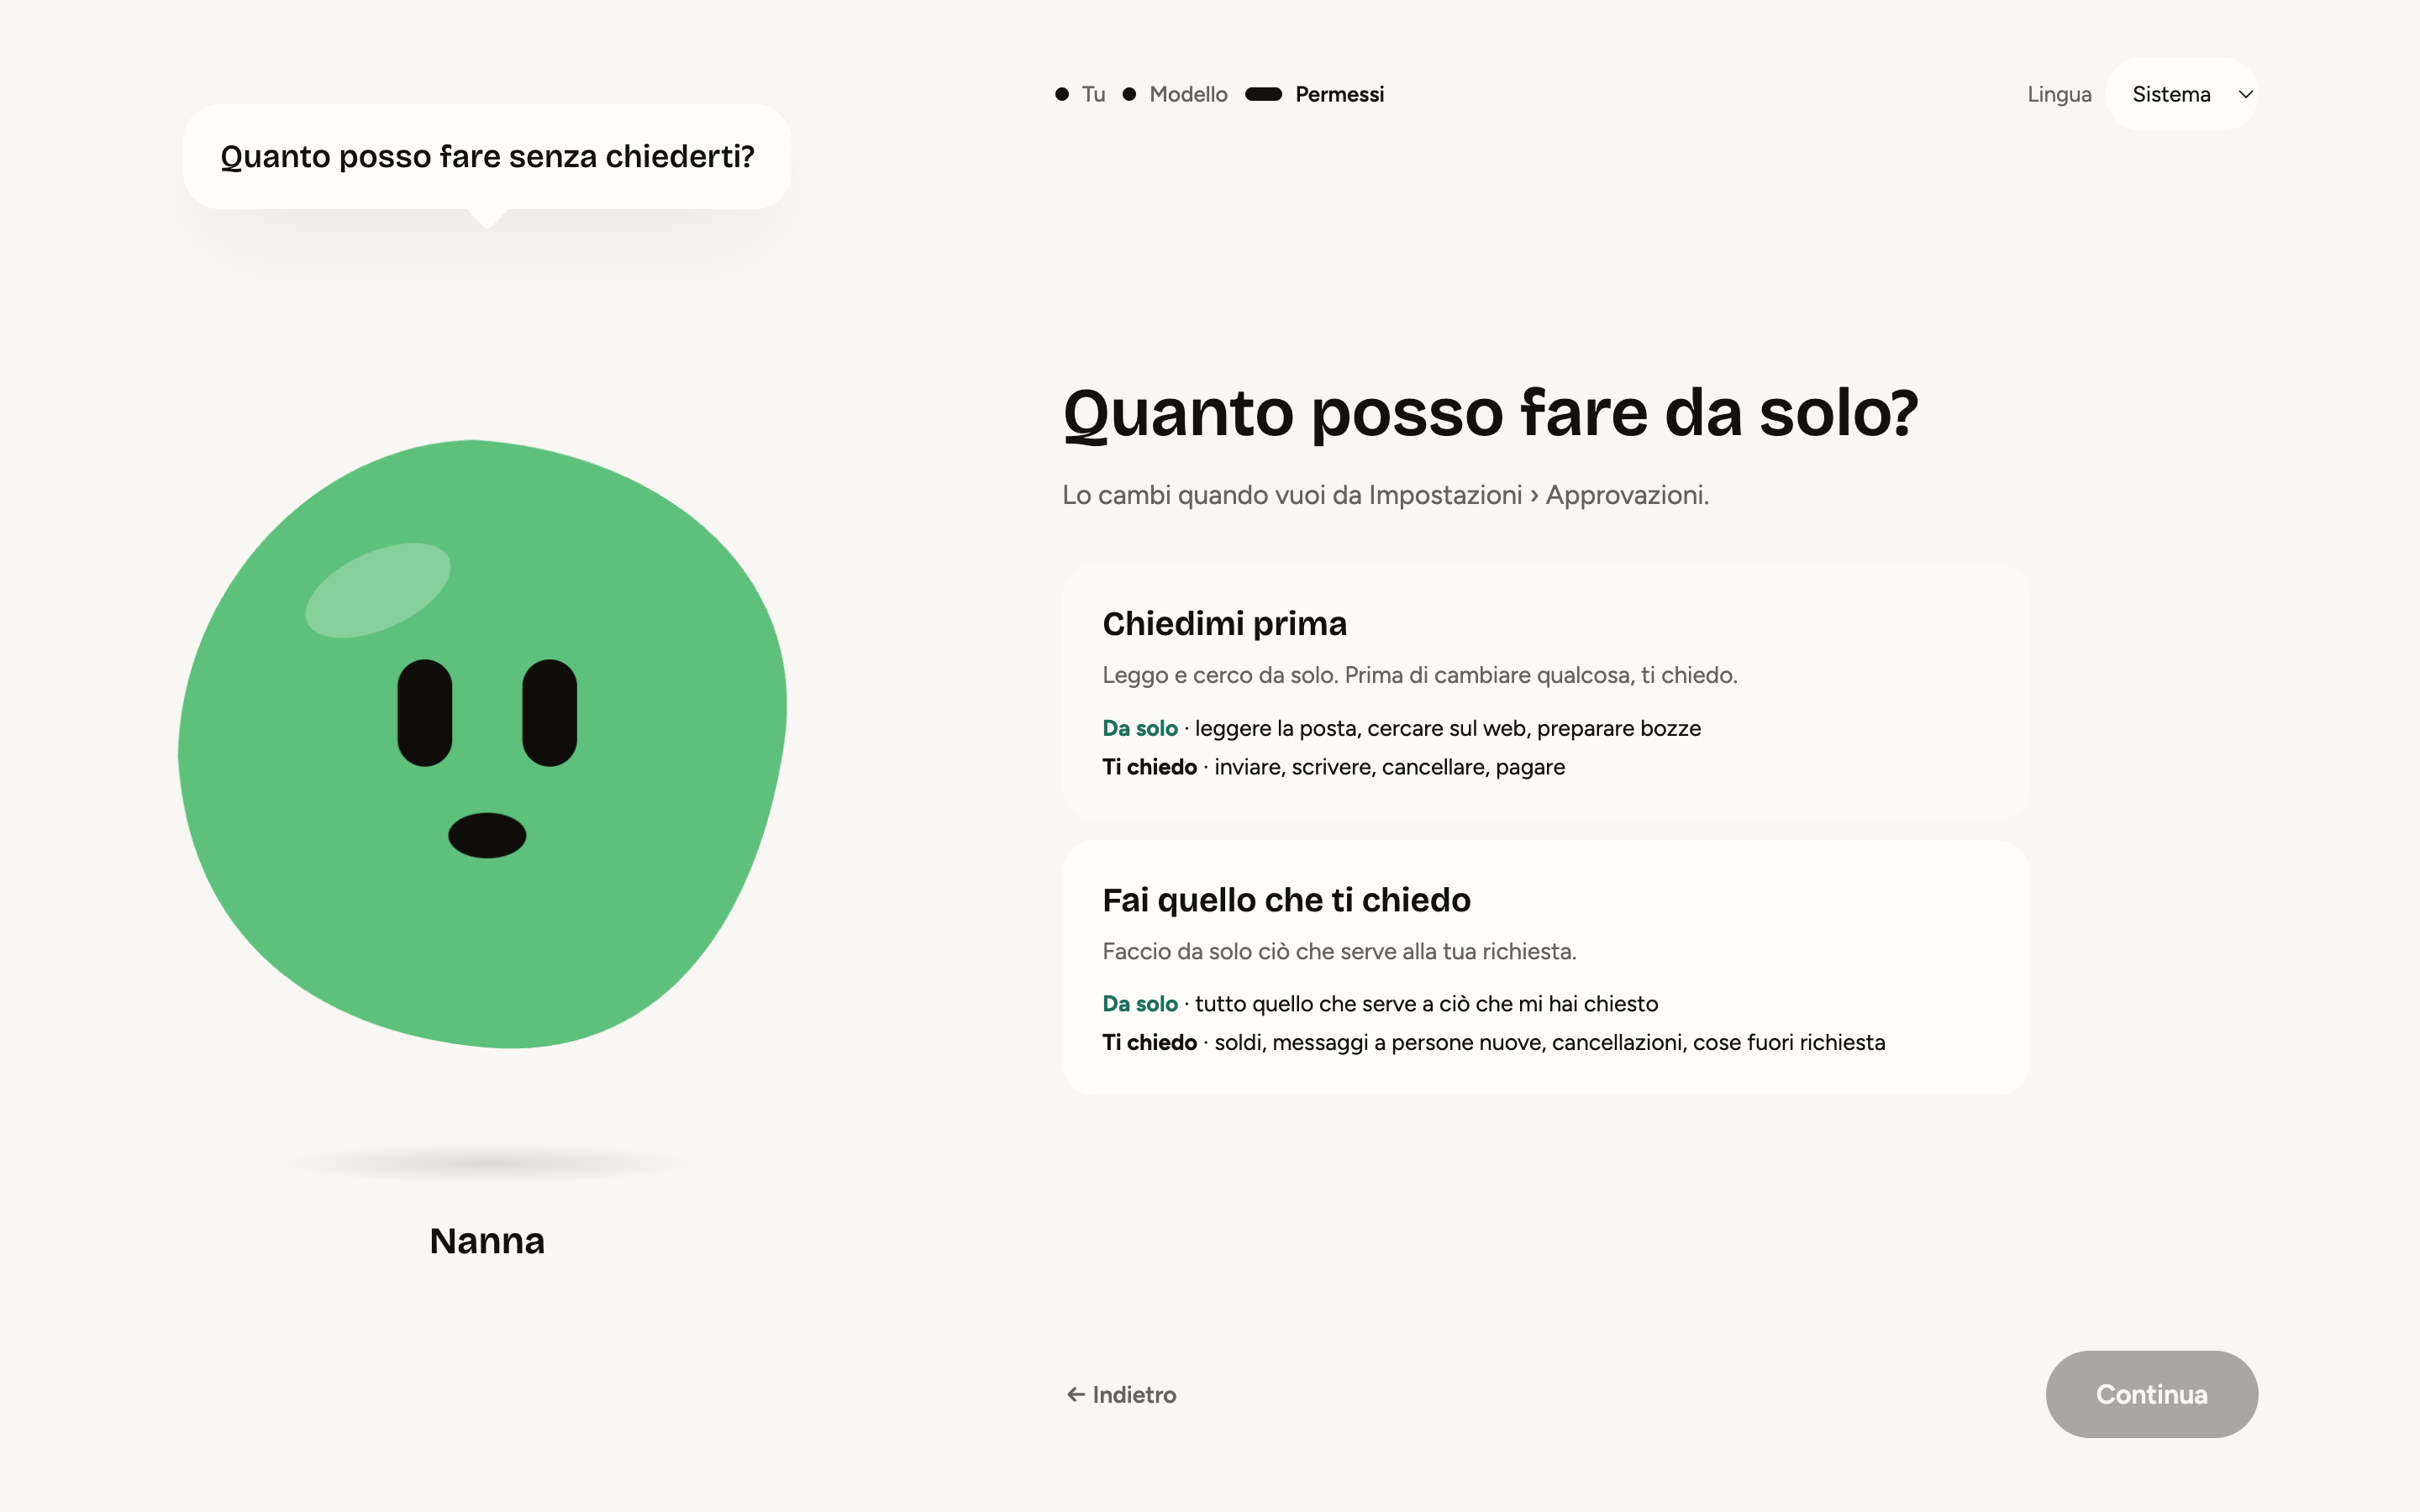 Quanto posso fare senza chiederti?
Nanna
Tu
Modello
Permessi
Lingua
Sistema
Quanto posso fare da solo?
Lo cambi quando vuoi da Impostazioni › Approvazioni.
Chiedimi prima
Leggo e cerco da solo. Prima di cambiare qualcosa, ti chiedo.
Da solo · leggere la posta, cercare sul web, preparare bozze
Ti chiedo · inviare, scrivere, cancellare, pagare
Fai quello che ti chiedo
Faccio da solo ciò che serve alla tua richiesta.
Da solo · tutto quello che serve a ciò che mi hai chiesto
Ti chiedo · soldi, messaggi a persone nuove, cancellazioni, cose fuori richiesta
← Indietro
Continua